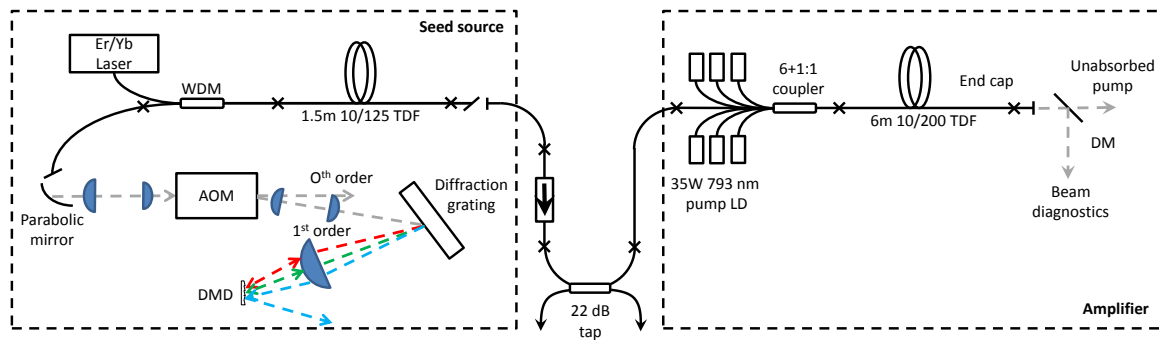 Seed source
Er/Yb
Laser
WDM
1.5m 10/125 TDF
Parabolic
mirror
AOM
Oth order
1st order
Diffraction
grating
DMD
22 dB
tap
6+1:1
coupler
35W 793 nm
pump LD
6m 10/200 TDF
End cap
Unabsorbed
pump
DM
Beam
diagnostics
Amplifier